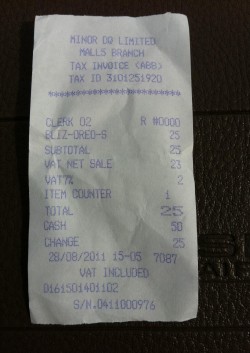 MINOR DQ LIMITED
MALLS BRANCH
TAX INVOICE (ABB)
TAX ID 3101251920
************************
CLERK 02 R #0000
BLIZ-OREO-S 25
SUBTOTAL 25
VAT NET SALE 23
VAT7% 2
ITEM COUNTER 1
TOTAL 25
CASH 50
CHANGE 25
28/08/2011 15-05 7087
VAT INCLUDED
0161501401102
S/N.0411000976